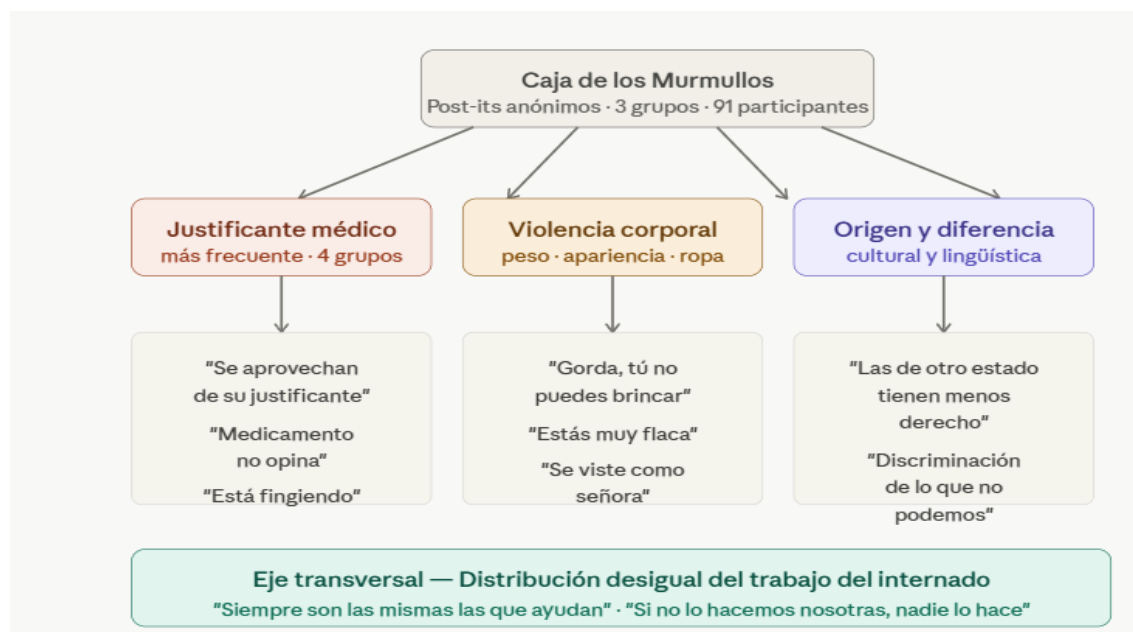 Caja de los Murmullos
Post-its anónimos · 3 grupos · 91 participantes
Justificante médico
más frecuente · 4 grupos
Violencia corporal
peso · apariencia · ropa
Origen y diferencia
cultural y lingüística
"Se aprovechan
de su justificante"
"Medicamento
no opina"
"Está fingiendo"
"Gorda, tú no
puedes brincar"
"Estás muy flaca"
"Se viste como
señora"
"Las de otro estado
tienen menos
derecho"
"Discriminación
de lo que no
podemos"
Eje transversal — Distribución desigual del trabajo del internado
"Siempre son las mismas las que ayudan" · "Si no lo hacemos nosotras, nadie lo hace"